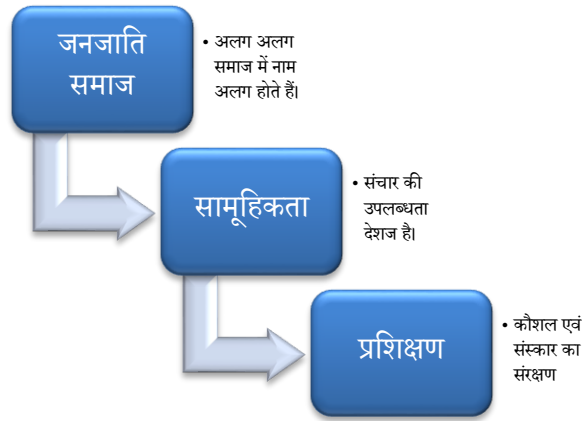 जनजाति
समाज
• अलग अलग
समाज में नाम
अलग होते हैं।
सामूहिकता
• संचार की
उपलब्धता
देशज है।
प्रशिक्षण
• कौशल एवं
संस्कार का
संरक्षण